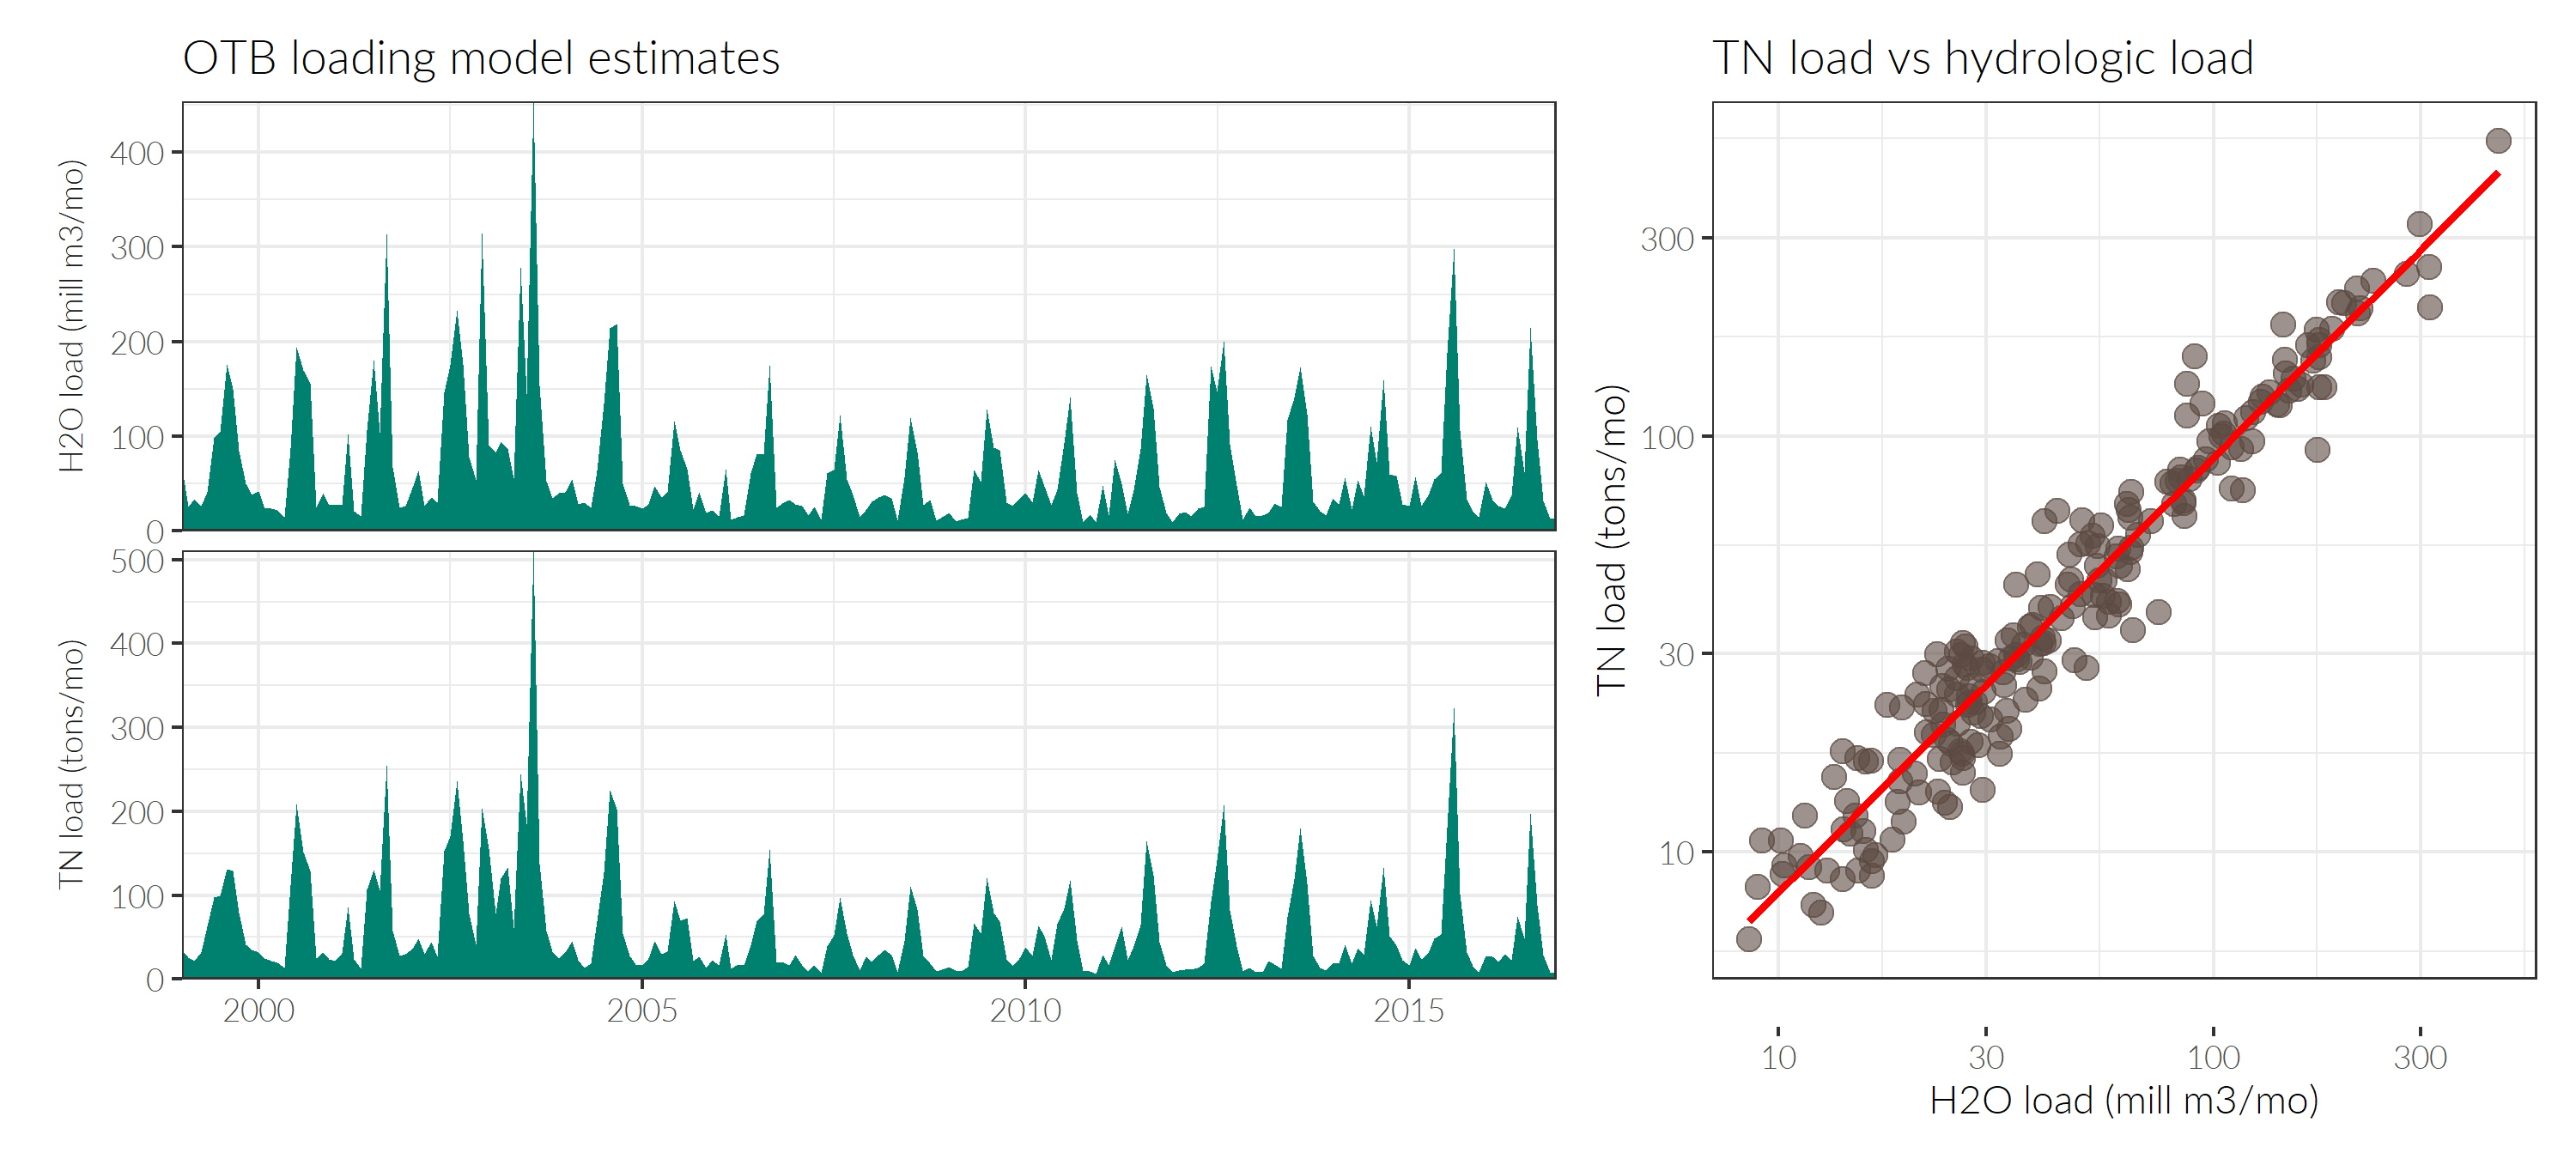 OTB loading model estimates
H2O load (mill m3/mo)
400
300
200
100
0
TN load (tons/mo)
500
400
300
200
100
0
2000 2005 2010 2015
TN load vs hydrologic load
TN load (tons/mo)
300
100
30
10
10 30 100 300
H2O load (mill m3/mo)